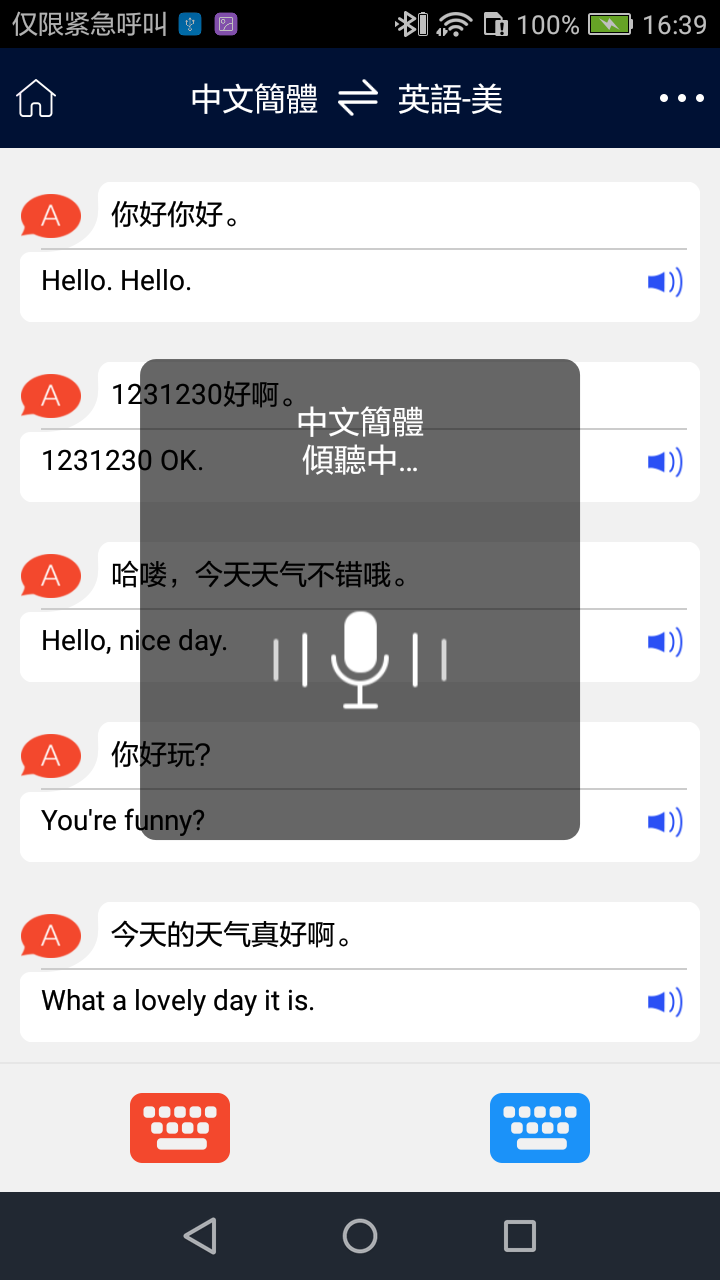 仅限紧急呼叫 100% 16:39
中文簡體 英語-美
A 你好你好。
Hello. Hello.
A 1231230好啊。
1231230 OK.
中文簡體
傾聽中...
A 哈喽，今天天气不错哦。
Hello, nice day.
A 你好玩?
You're funny?
A 今天的天气真好啊。
What a lovely day it is.